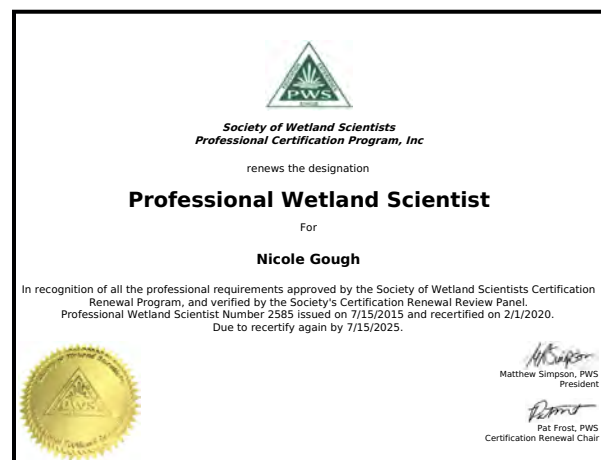 PWS
Society of Wetland Scientists
Professional Certification Program, Inc
renews the designation
Professional Wetland Scientist
For
Nicole Gough
In recognition of all the professional requirements approved by the Society of Wetland Scientists Certification
Renewal Program, and verified by the Society's Certification Renewal Review Panel.
Professional Wetland Scientist Number 2585 issued on 7/15/2015 and recertified on 2/1/2020.
Due to recertify again by 7/15/2025.
Matthew Simpson, PWS
President
Pat Frost, PWS
Certification Renewal Chair
PWS